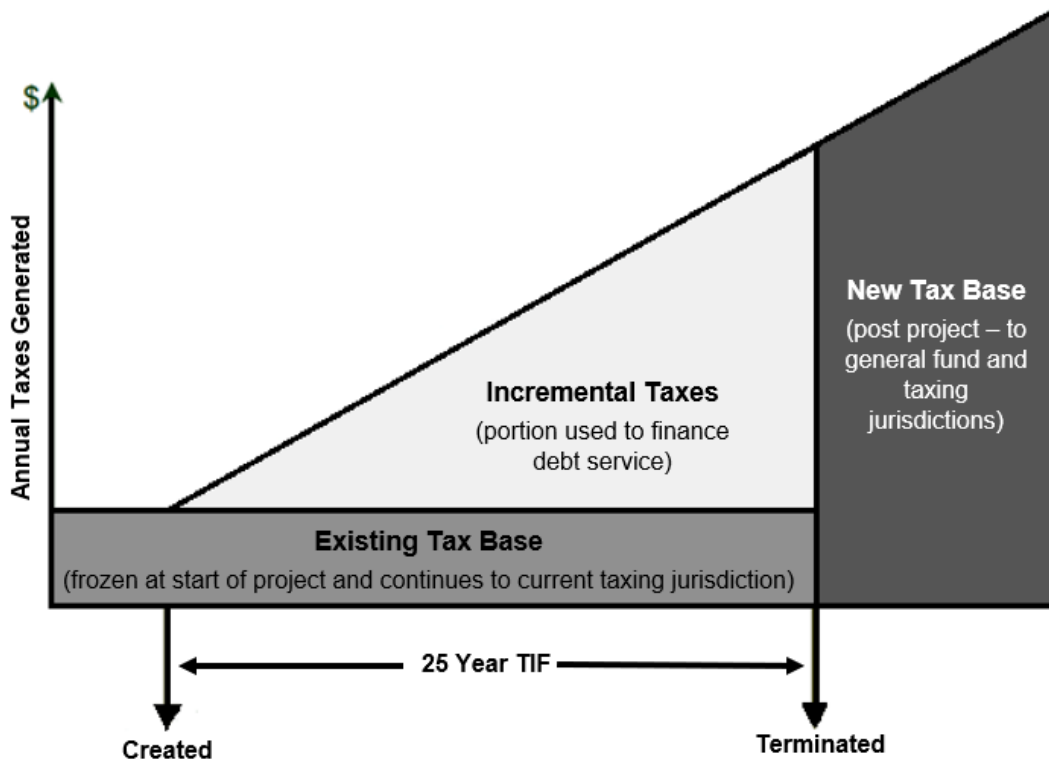 $
Annual Taxes Generated
New Tax Base
(post project – to
general fund and
taxing
jurisdictions)
Incremental Taxes
(portion used to finance
debt service)
Existing Tax Base
(frozen at start of project and continues to current taxing jurisdiction)
25 Year TIF
Created
Terminated